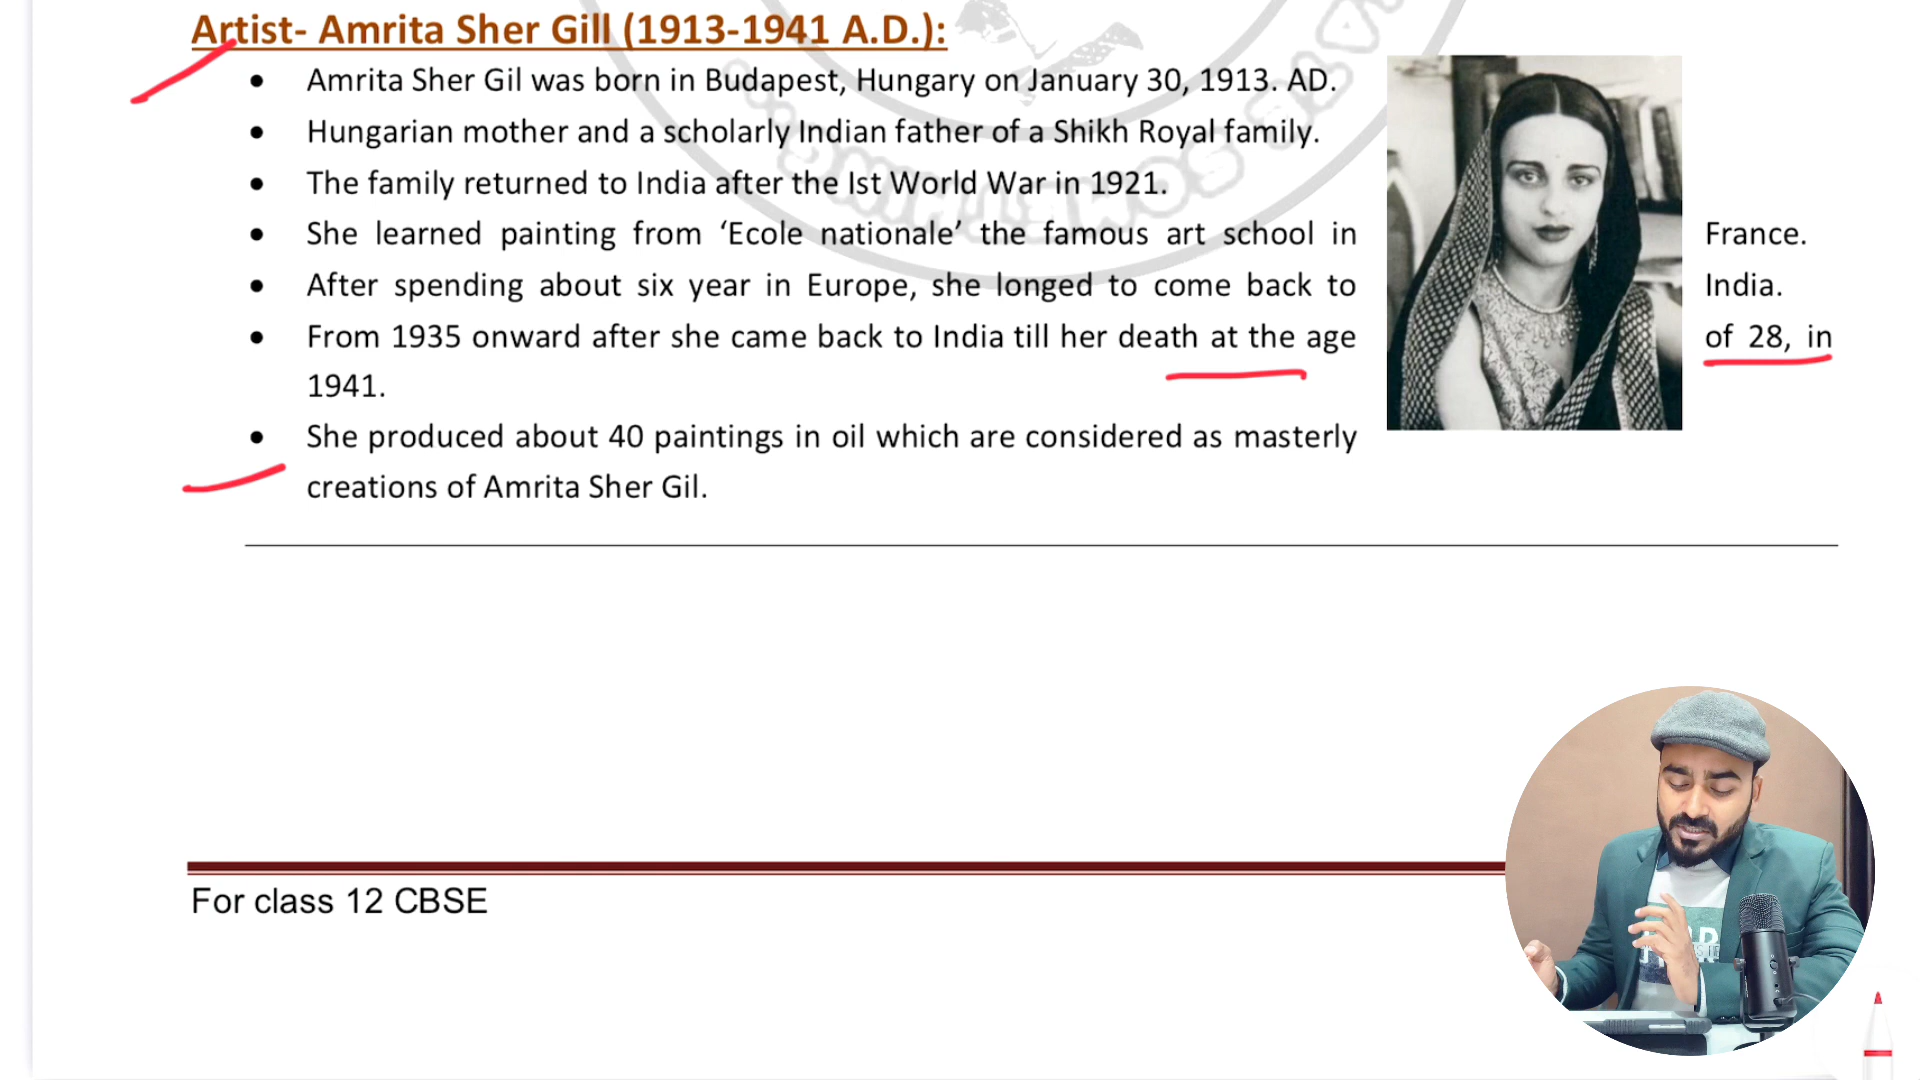 Artist- Amrita Sher Gill (1913-1941 A.D.):
• Amrita Sher Gil was born in Budapest, Hungary on January 30, 1913. AD.
• Hungarian mother and a scholarly Indian father of a Shikh Royal family.
• The family returned to India after the Ist World War in 1921.
• She learned painting from ‘Ecole nationale’ the famous art school in France.
• After spending about six year in Europe, she longed to come back to India.
• From 1935 onward after she came back to India till her death at the age of 28, in
1941.
• She produced about 40 paintings in oil which are considered as masterly
creations of Amrita Sher Gil.
For class 12 CBSE